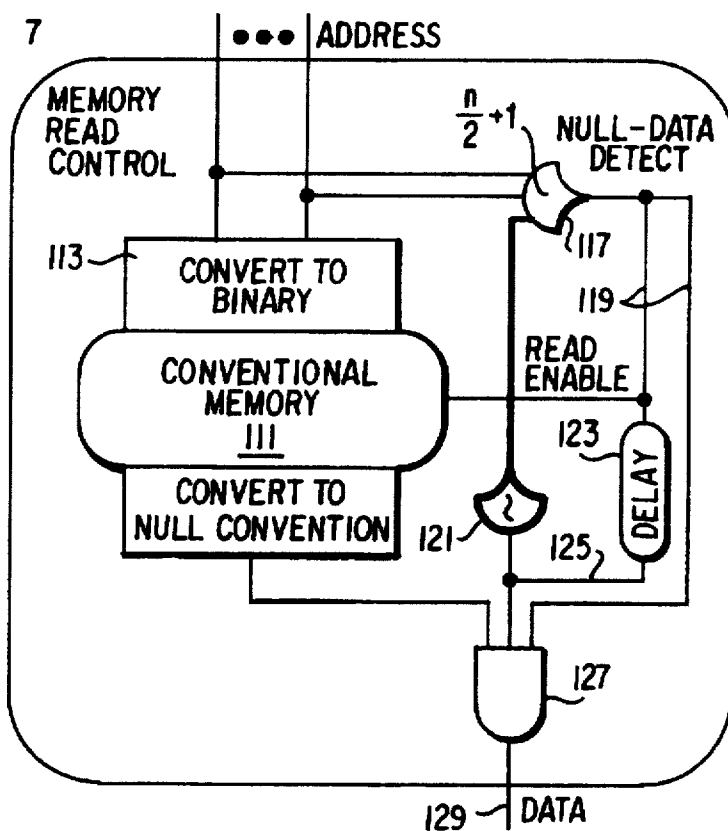 7
••• ADDRESS
MEMORY
READ
CONTROL
n/2 +1
NULL-DATA
DETECT
113
117
CONVERT TO
BINARY
119
READ
ENABLE
CONVENTIONAL
MEMORY
111
123
DELAY
CONVERT TO
NULL CONVENTION
121
~
125
127
129
DATA